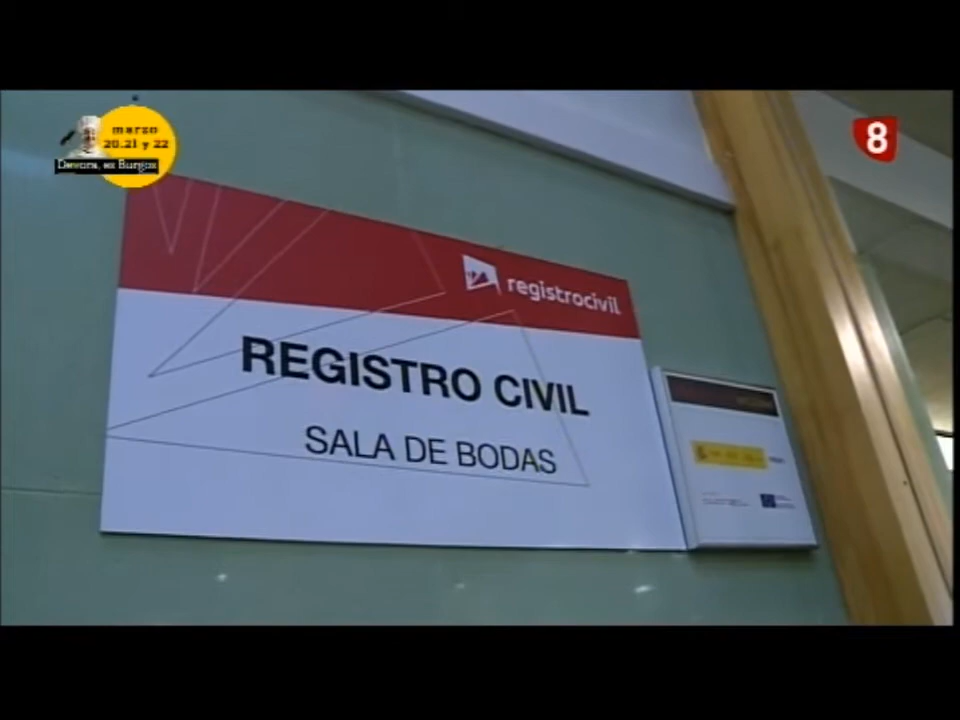 marzo
20.21 y 22
Devora, es Burgos
8
registrocivil
REGISTRO CIVIL
SALA DE BODAS